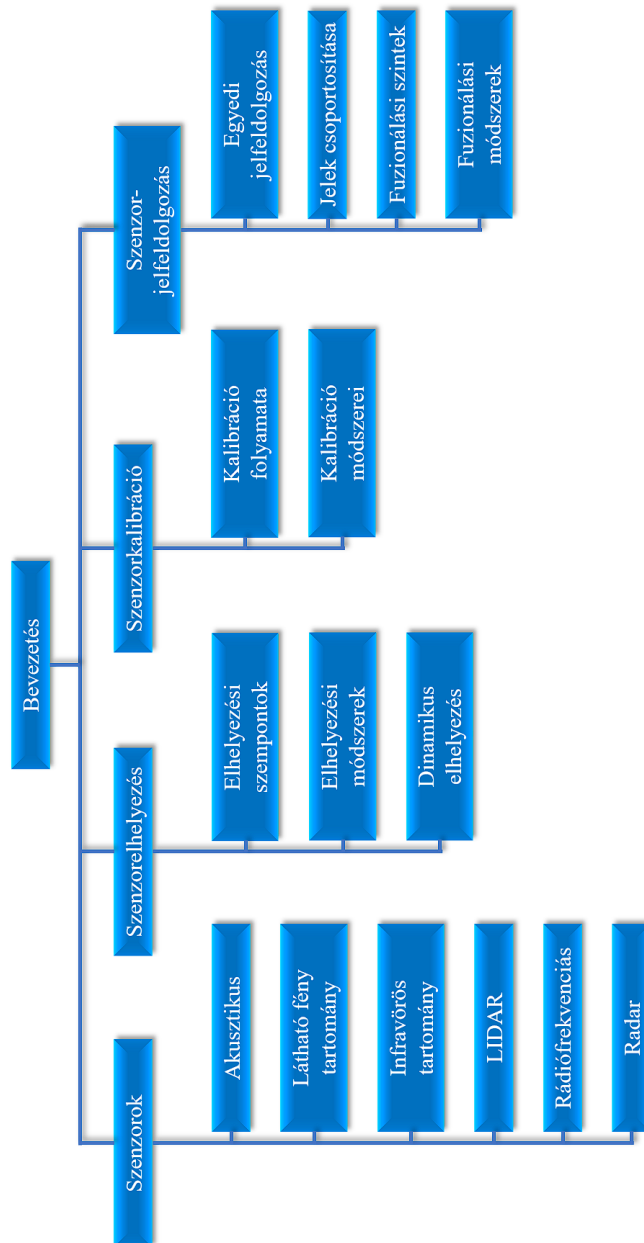 Bevezetés
Szenzorok
Akusztikus
Látható fény
tartomány
Infravörös
tartomány
LIDAR
Rádiófrekvenciás
Radar
Szenzorelhelyezés
Elhelyezési
szempontok
Elhelyezési
módszerek
Dinamikus
elhelyezés
Szenzorkalibráció
Kalibráció
folyamata
Kalibráció
módszerei
Szenzor-
jelfeldolgozás
Egyedi
jelfeldolgozás
Jelek csoportosítása
Fuzionálási szintek
Fuzionálási
módszerek